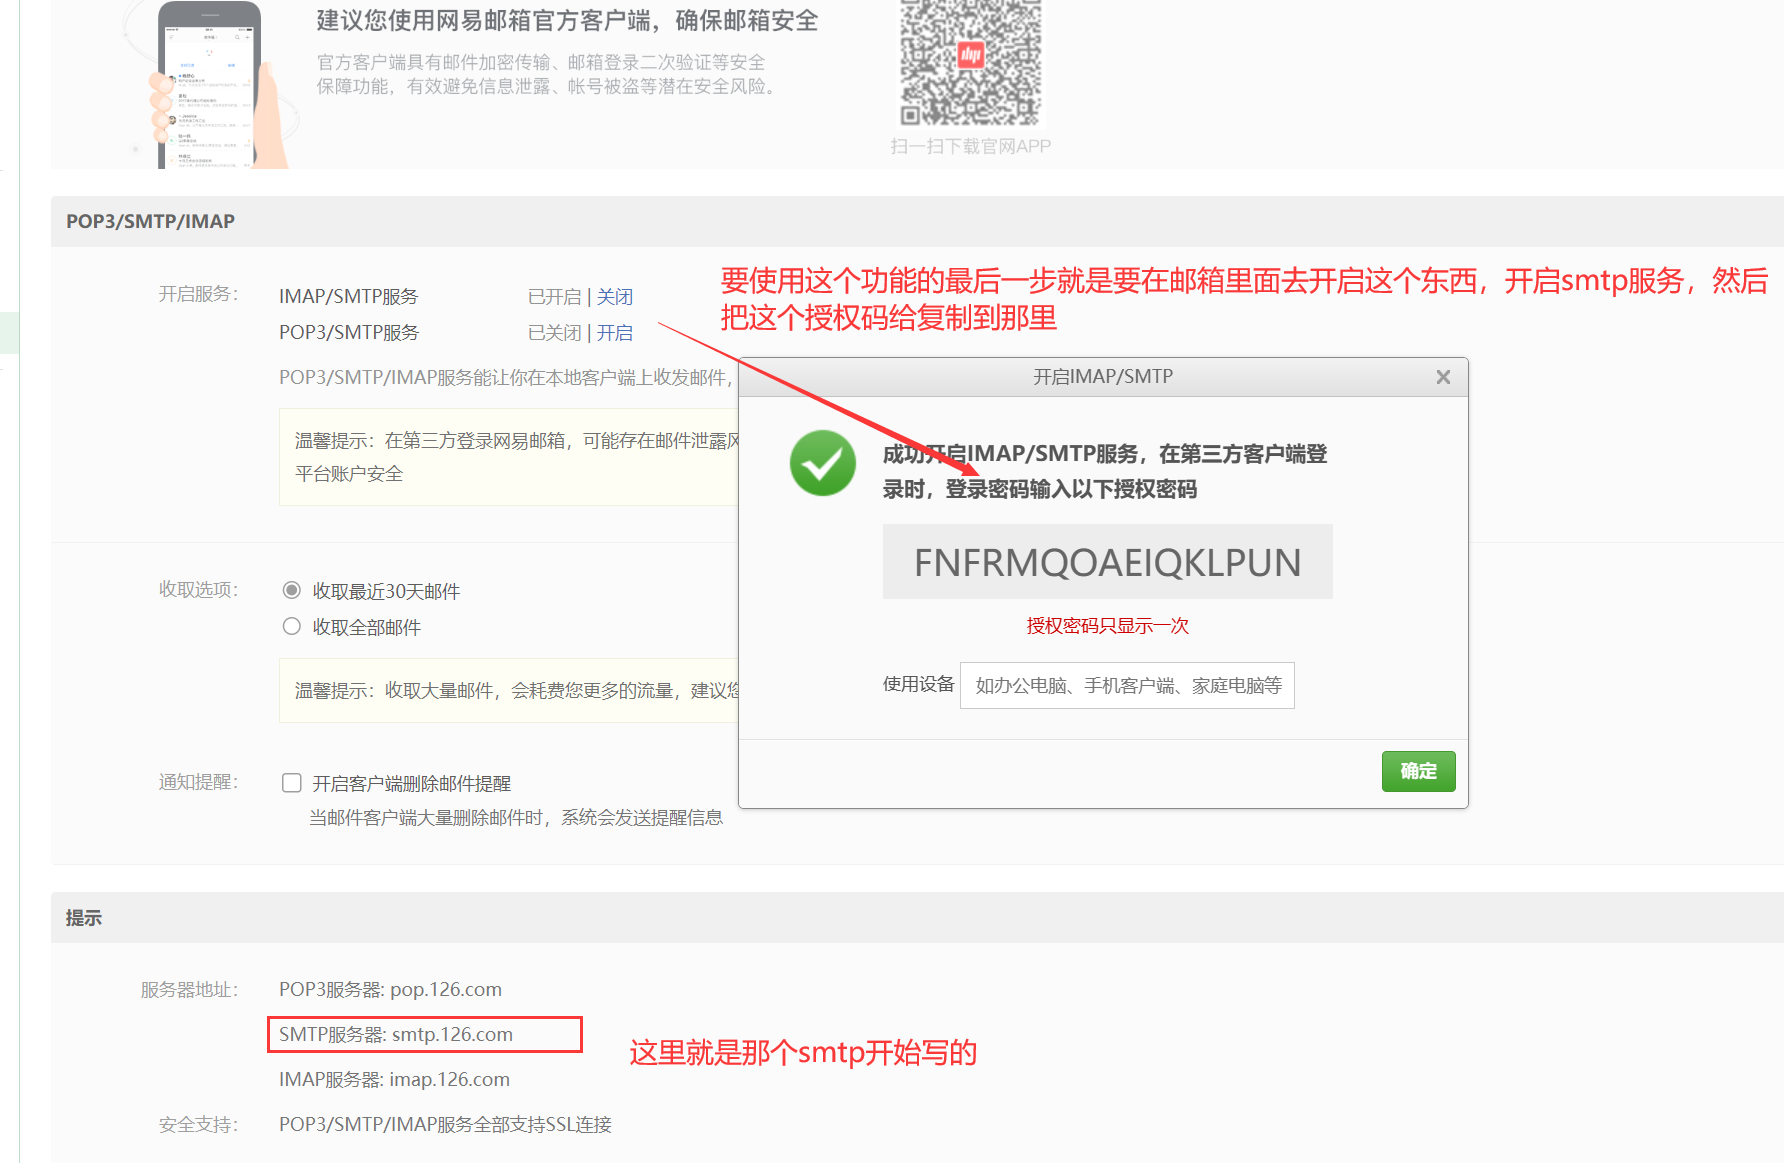 建议您使用网易邮箱官方客户端，确保邮箱安全
官方客户端具有邮件加密传输、邮箱登录二次验证等安全
保障功能，有效避免信息泄露、帐号被盗等潜在安全风险。
扫一扫下载官网APP
POP3/SMTP/IMAP
要使用这个功能的最后一步就是要在邮箱里面去开启这个东西，开启smtp服务，然后
把这个授权码给复制到那里
开启服务：
IMAP/SMTP服务 已开启 | 关闭
POP3/SMTP服务 已关闭 | 开启
POP3/SMTP/IMAP服务能让你在本地客户端上收发邮件，
温馨提示：在第三方登录网易邮箱，可能存在邮件泄露风
平台账户安全
开启IMAP/SMTP
成功开启IMAP/SMTP服务，在第三方客户端登
录时，登录密码输入以下授权密码
FNFRMQOAEIQKLPUN
授权密码只显示一次
使用设备 如办公电脑、手机客户端、家庭电脑等
确定
收取选项：
收取最近30天邮件
收取全部邮件
温馨提示：收取大量邮件，会耗费您更多的流量，建议您
通知提醒：
开启客户端删除邮件提醒
当邮件客户端大量删除邮件时，系统会发送提醒信息
提示
服务器地址：
POP3服务器: pop.126.com
SMTP服务器: smtp.126.com
这里就是那个smtp开始写的
IMAP服务器: imap.126.com
安全支持：
POP3/SMTP/IMAP服务全部支持SSL连接